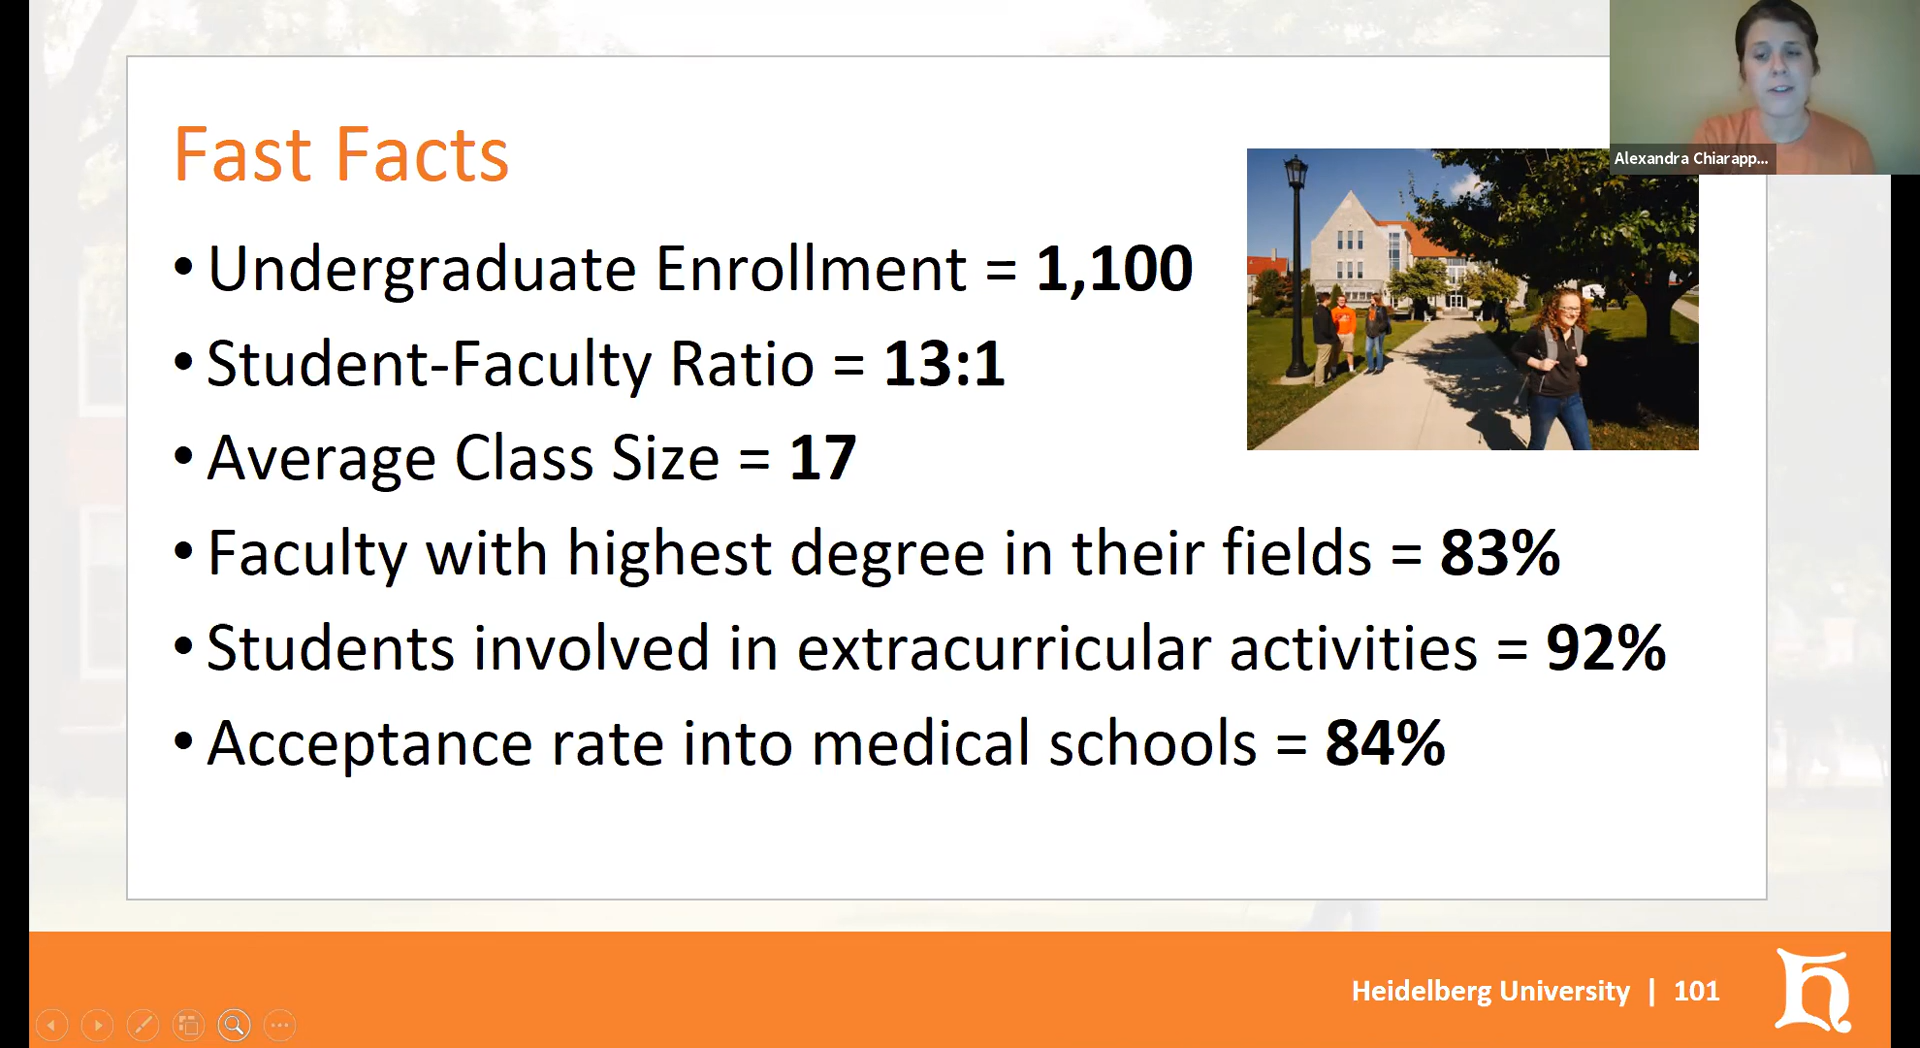 Fast Facts
• Undergraduate Enrollment = 1,100
• Student-Faculty Ratio = 13:1
• Average Class Size = 17
• Faculty with highest degree in their fields = 83%
• Students involved in extracurricular activities = 92%
• Acceptance rate into medical schools = 84%
Alexandra Chiarapp...
Heidelberg University | 101